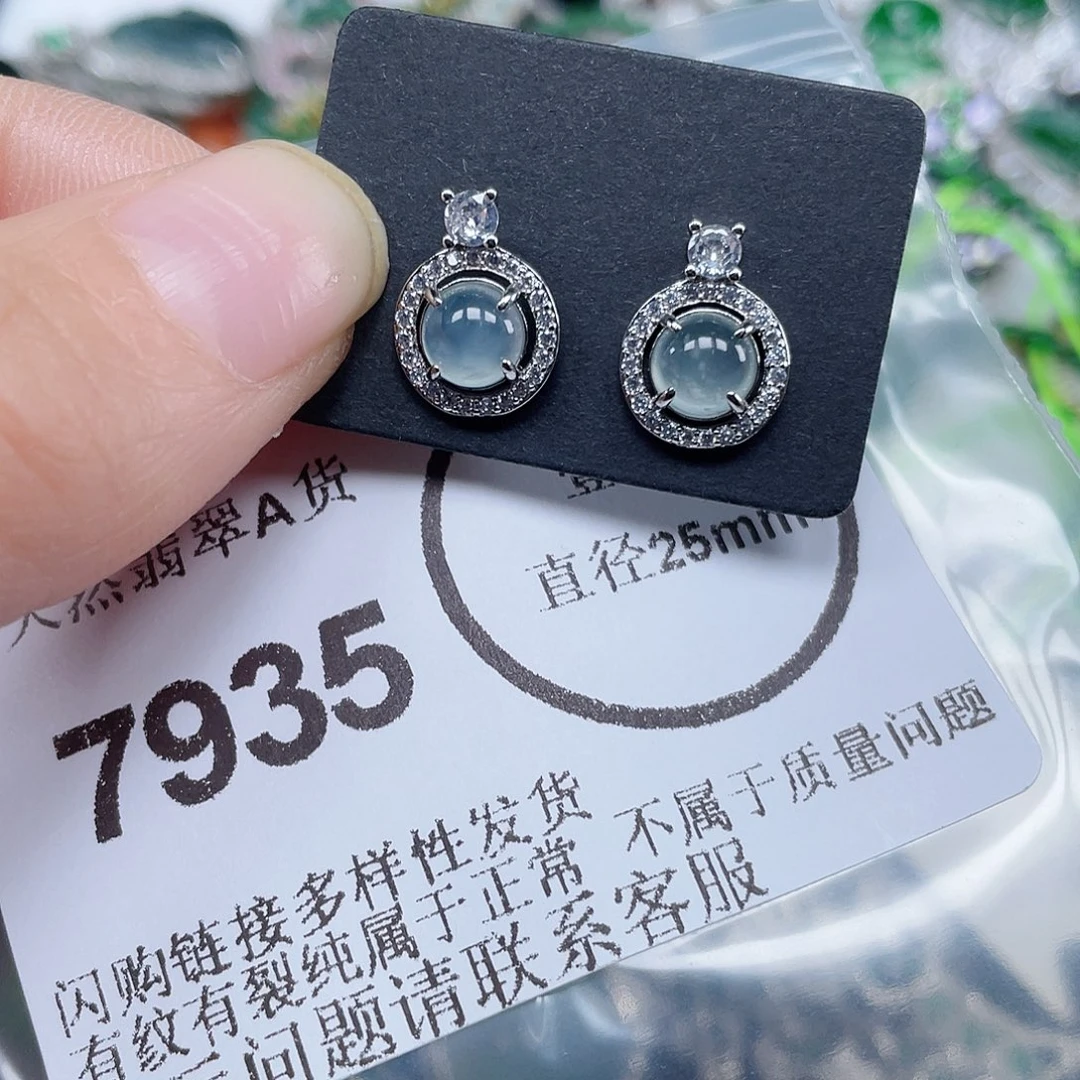 天然翡翠A货
直径25mm
7935
闪购链接多样性发货
有纹有裂纯属于正常 不属于质量问题
问题请联系客服